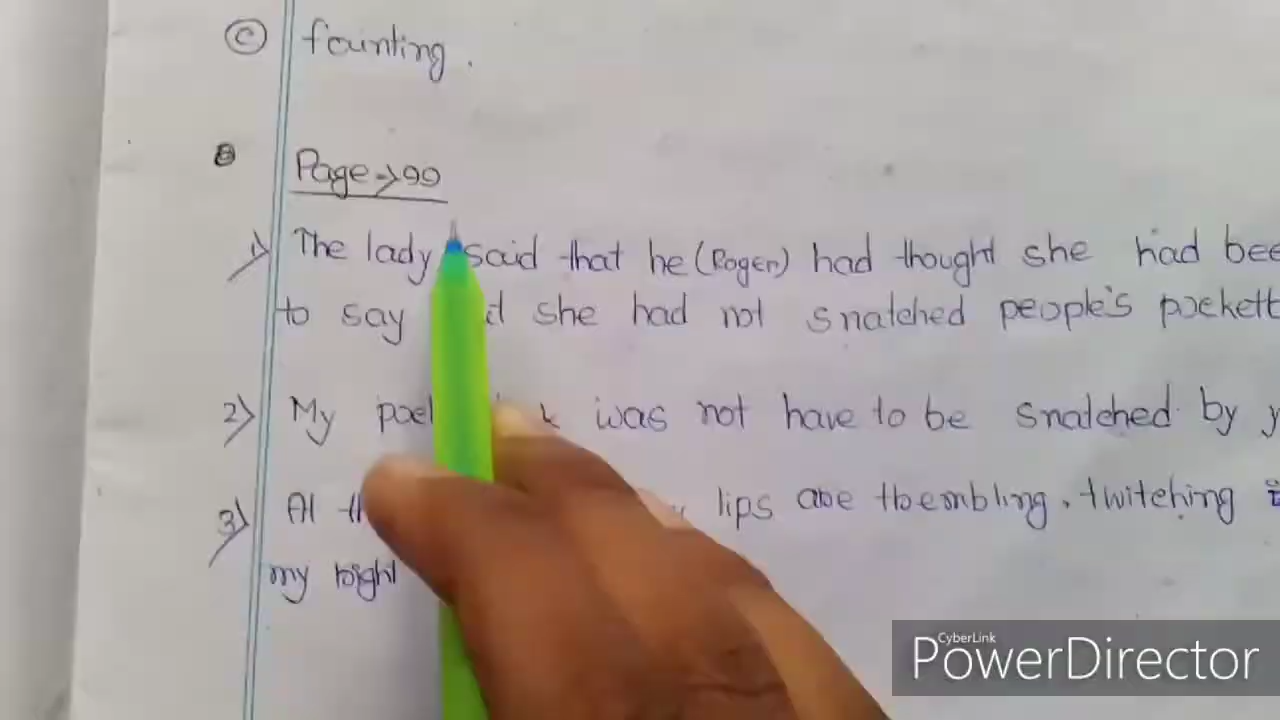 © founting.
Page → 99
1) The lady said that he (Roger) had thought she had bee
to say she had not snatched people's pockett
2) My was not have to be snatched by y
3) At lips are trembling. twitching
my right
CyberLink
PowerDirector